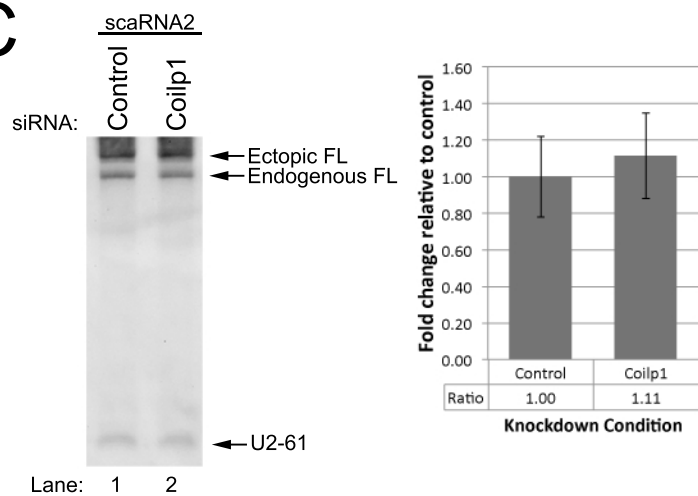 C
scaRNA2
siRNA: Control Coilp1
Ectopic FL
Endogenous FL
U2-61
Lane: 1 2
Fold change relative to control
1.60
1.40
1.20
1.00
0.80
0.60
0.40
0.20
0.00
Control Coilp1
Ratio 1.00 1.11
Knockdown Condition